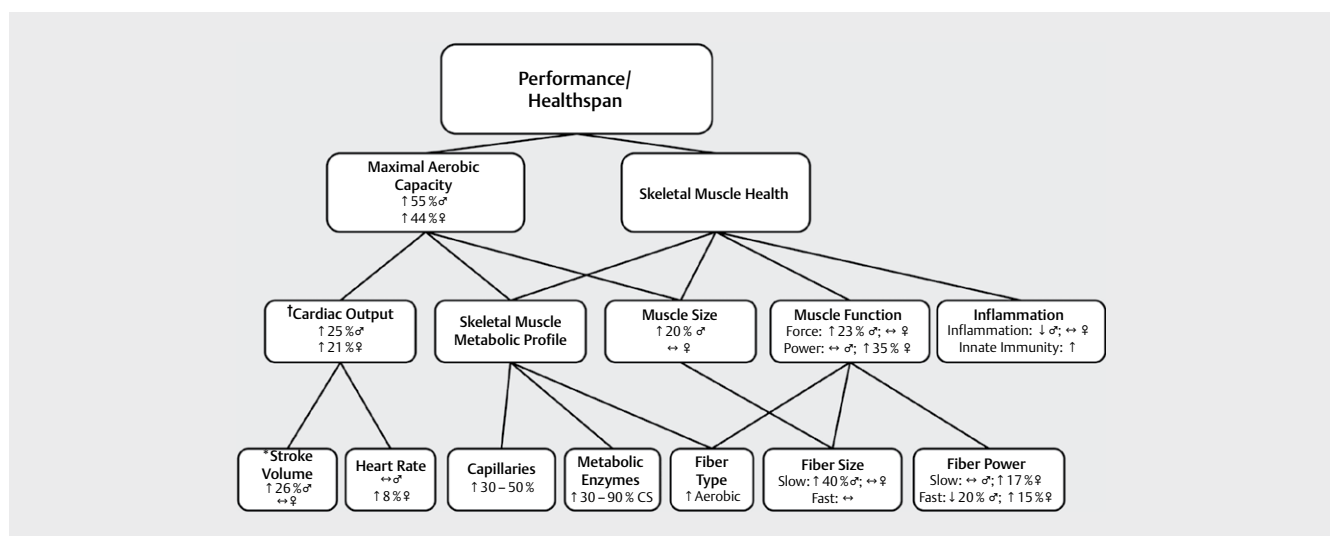 Performance/
Healthspan
Maximal Aerobic
Capacity
↑55%♂
↑44%♀
Skeletal Muscle Health
†Cardiac Output
↑25%♂
↑21%♀
Skeletal Muscle
Metabolic Profile
Muscle Size
↑20% ♂
↔ ♀
Muscle Function
Force: ↑23% ♂; ↔ ♀
Power: ↔ ♂; ↑35% ♀
Inflammation
Inflammation: ↓♂; ↔ ♀
Innate Immunity: ↑
*Stroke
Volume
↑26%♂
↔♀
Heart Rate
↔♂
↑8%♀
Capillaries
↑30–50%
Metabolic
Enzymes
↑30–90% CS
Fiber
Type
↑Aerobic
Fiber Size
Slow: ↑40%♂; ↔♀
Fast: ↔
Fiber Power
Slow: ↔ ♂; ↑17%♀
Fast: ↓20% ♂; ↑15%♀